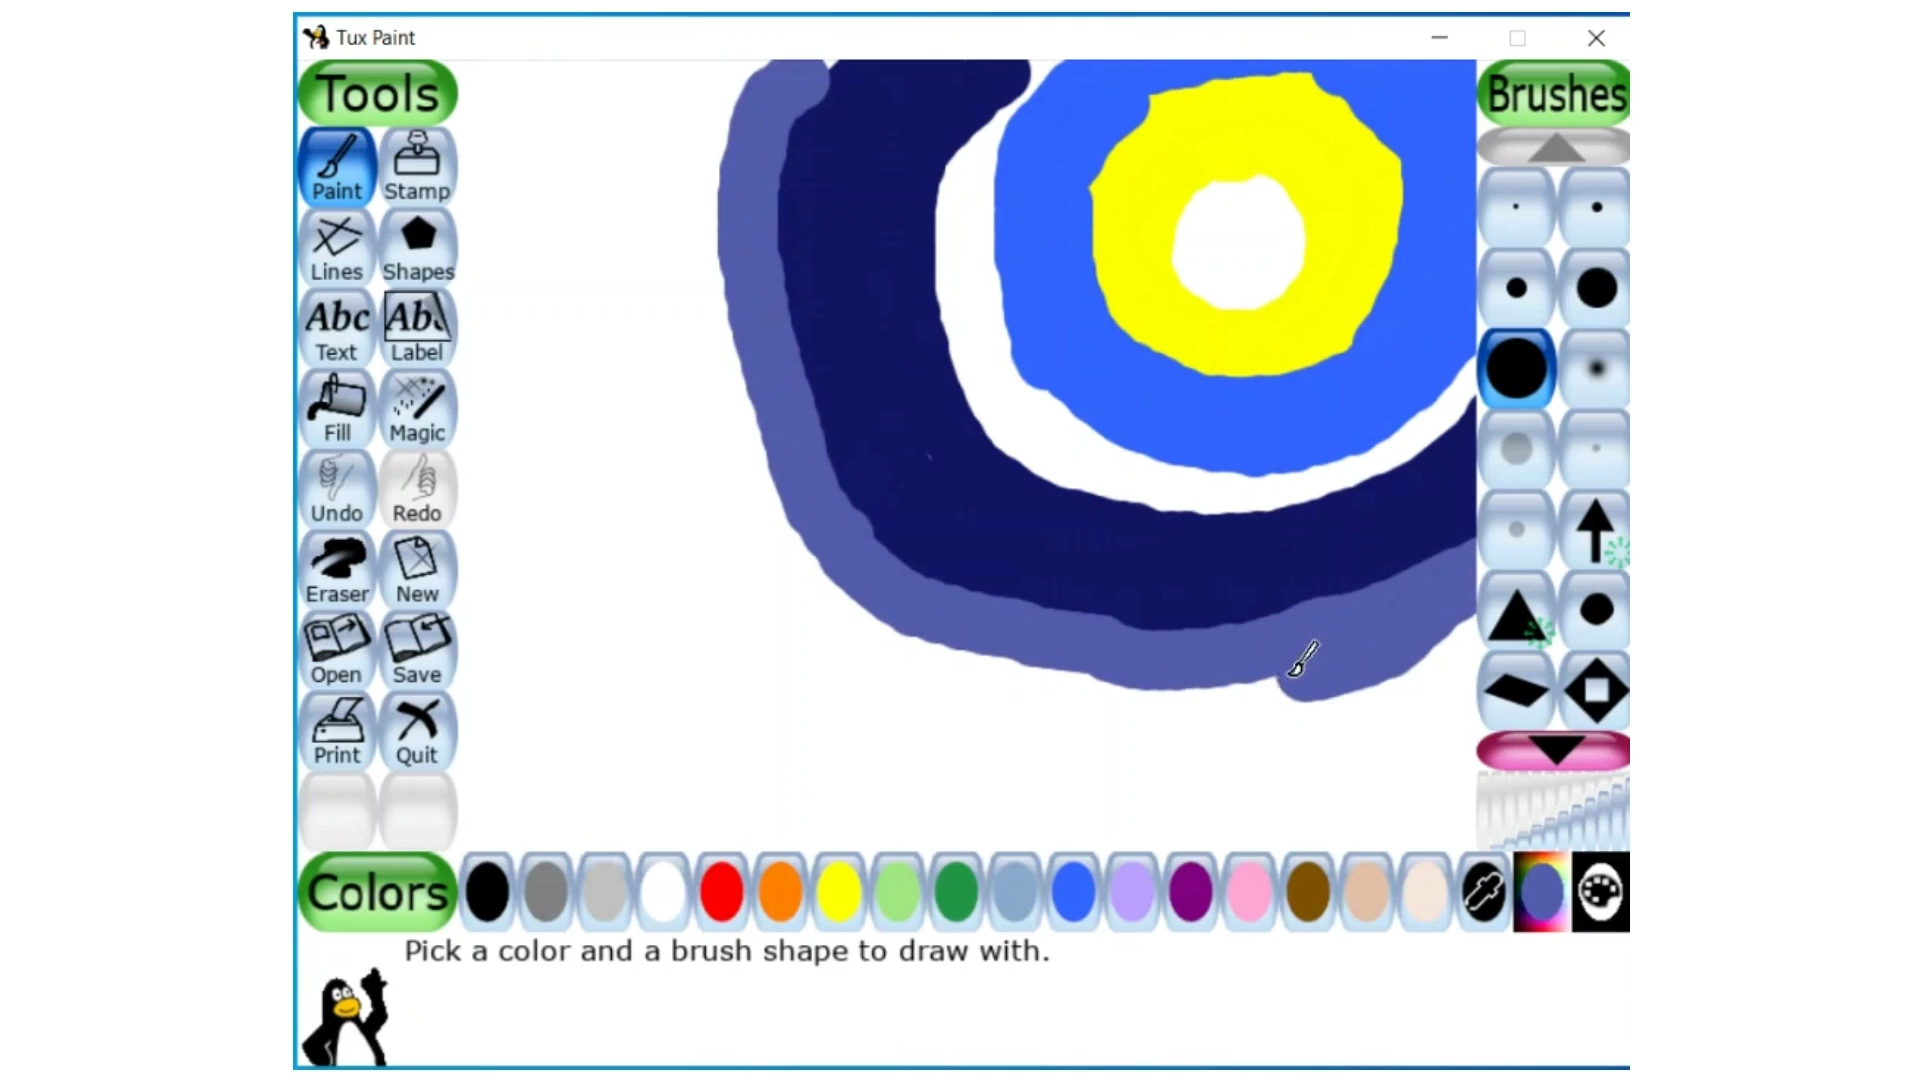 Tux Paint
Tools
Brushes
Paint
Stamp
Lines
Shapes
Abc
Abc
Text
Label
Fill
Magic
Undo
Redo
Eraser
New
Open
Save
Print
Quit
Colors
Pick a color and a brush shape to draw with.